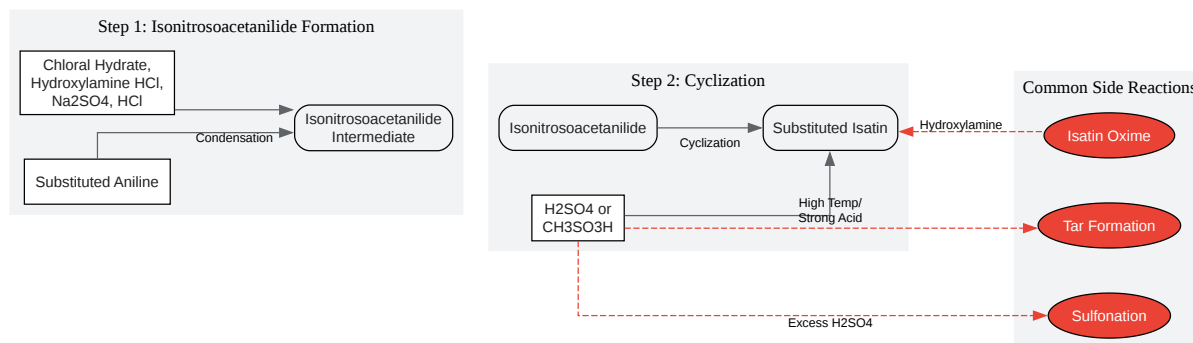 Step 1: Isonitrosoacetanilide Formation
Chloral Hydrate,
Hydroxylamine HCl,
Na2SO4, HCl
Isonitrosoacetanilide
Intermediate
Condensation
Substituted Aniline
Step 2: Cyclization
Isonitrosoacetanilide
Cyclization
Substituted Isatin
H2SO4 or
CH3SO3H
High Temp/
Strong Acid
Common Side Reactions
Hydroxylamine
Isatin Oxime
Tar Formation
Excess H2SO4
Sulfonation